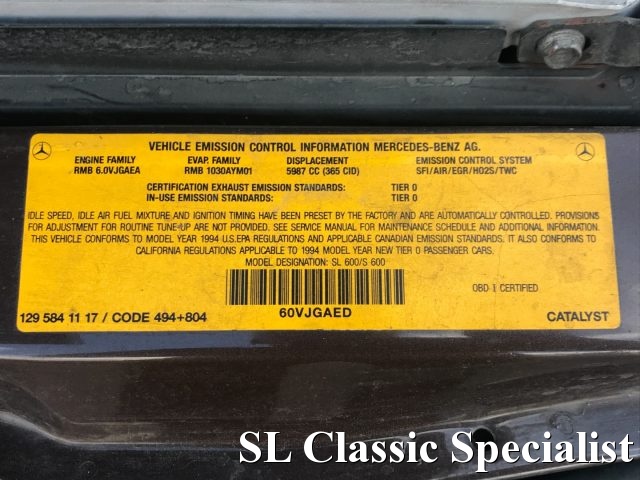 VEHICLE EMISSION CONTROL INFORMATION MERCEDES-BENZ AG.
ENGINE FAMILY EVAP. FAMILY DISPLACEMENT EMISSION CONTROL SYSTEM
RMB 6.0VJGAEA RMB 1030AYM01 5987 CC (365 CID) SFI/AIR/EGR/HO2S/TWC
CERTIFICATION EXHAUST EMISSION STANDARDS: TIER 0
IN-USE EMISSION STANDARDS: TIER 0
IDLE SPEED, IDLE AIR FUEL MIXTURE AND IGNITION TIMING HAVE BEEN PRESET BY THE FACTORY AND ARE AUTOMATICALLY CONTROLLED. PROVISIONS
FOR ADJUSTMENT FOR ROUTINE TUNE-UP ARE NOT PROVIDED. SEE SERVICE MANUAL FOR MAINTENANCE SCHEDULE AND ADDITIONAL INFORMATION.
THIS VEHICLE CONFORMS TO MODEL YEAR 1994 U.S.EPA REGULATIONS AND APPLICABLE CANADIAN EMISSION STANDARDS. IT ALSO CONFORMS TO
CALIFORNIA REGULATIONS APPLICABLE TO 1994 MODEL YEAR NEW TIER 0 PASSENGER CARS.
MODEL DESIGNATION: SL 600/S 600
OBD I CERTIFIED
129 584 11 17 / CODE 494+804 60VJGAED CATALYST
SL Classic Specialist